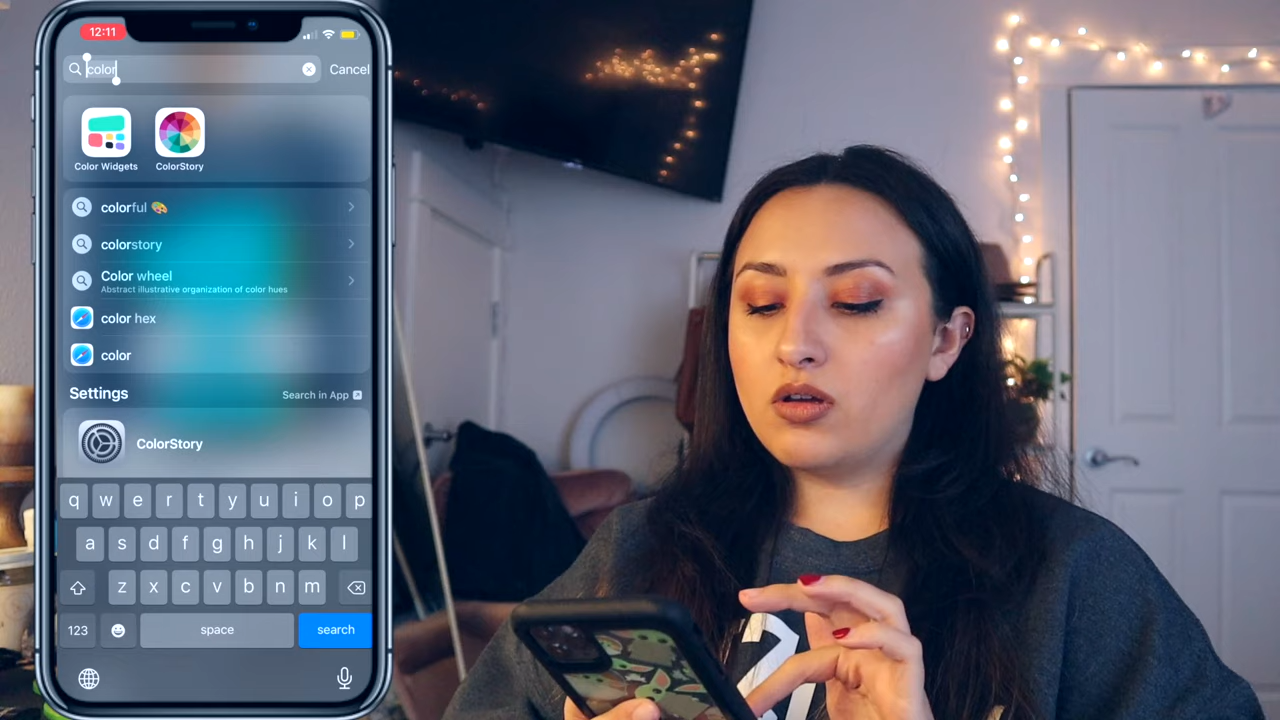 12:11
color
Cancel
Color Widgets
ColorStory
colorful 🎨
colorstory
Color wheel
Abstract illustrative organization of color hues
color hex
color
Settings
Search in App
ColorStory
q w e r t y u i o p
a s d f g h j k l
z x c v b n m
123
space
search